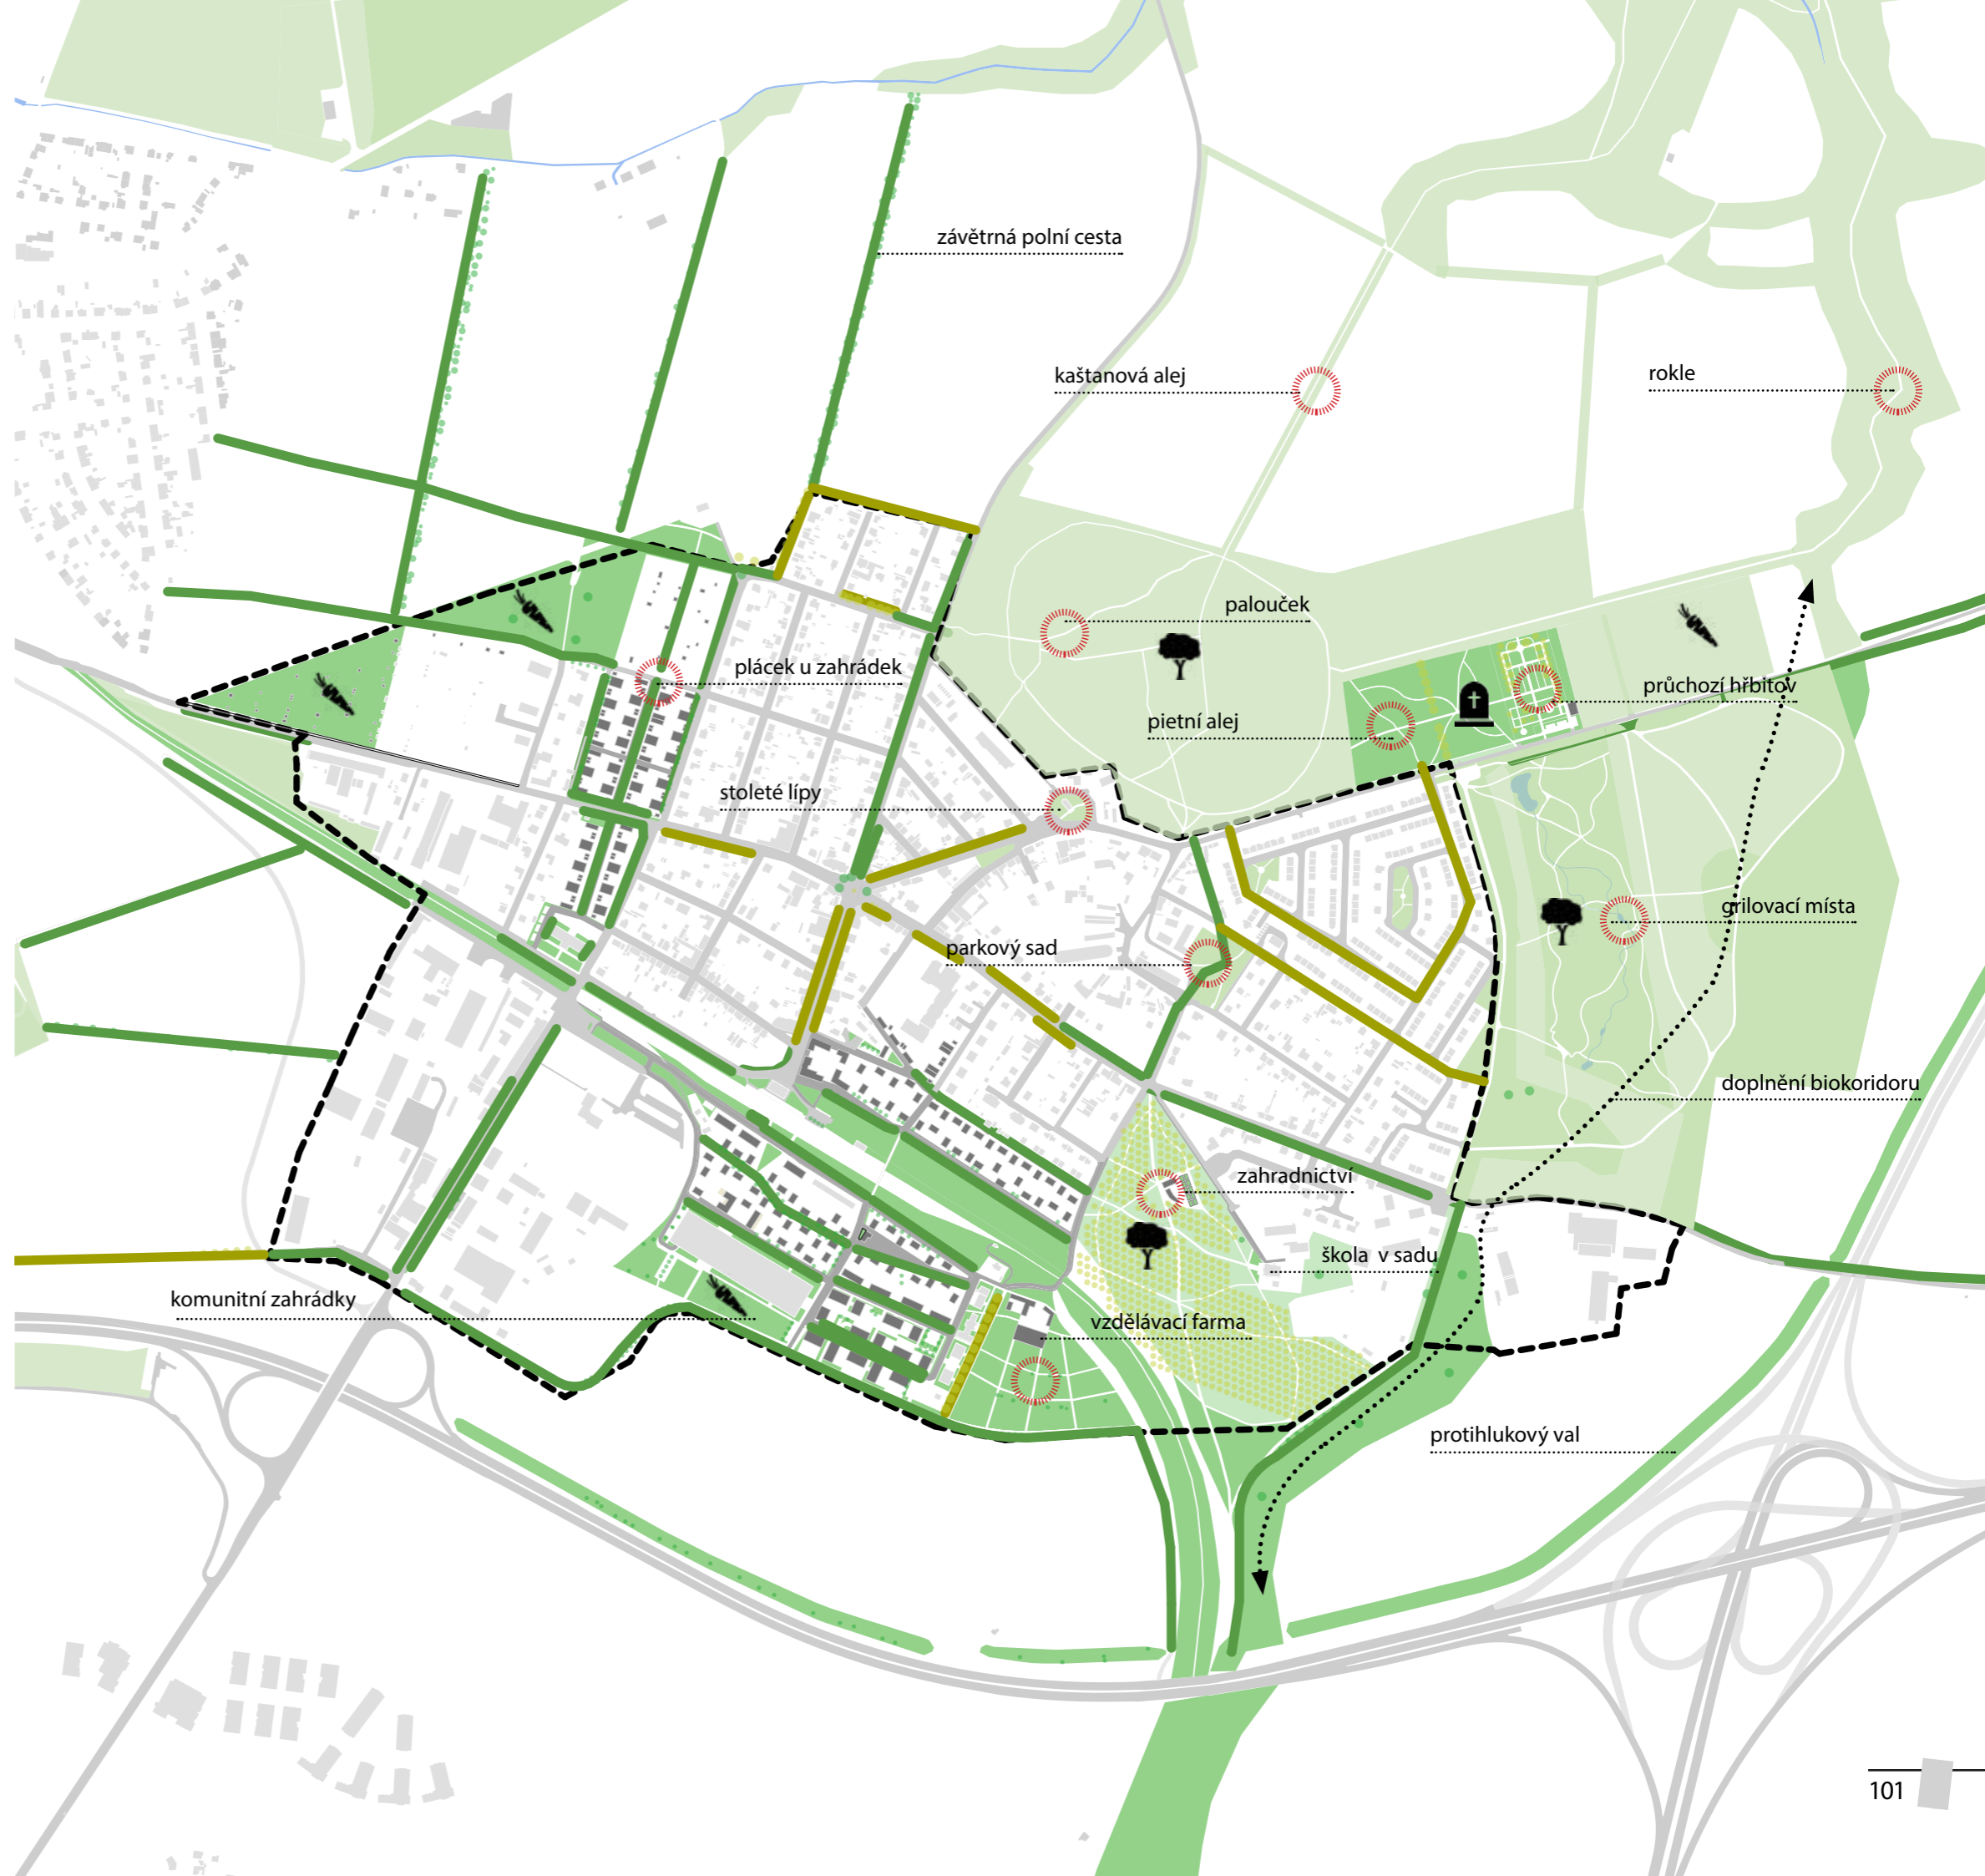 závětrná polní cesta
kaštanová alej
rokle
palouček
plácek u zahrádek
průchozí hřbitov
pietní alej
stoleté lípy
grilovací místa
parkový sad
doplnění biokoridoru
zahradnictví
škola v sadu
komunitní zahrádky
vzdělávací farma
protihlukový val
101